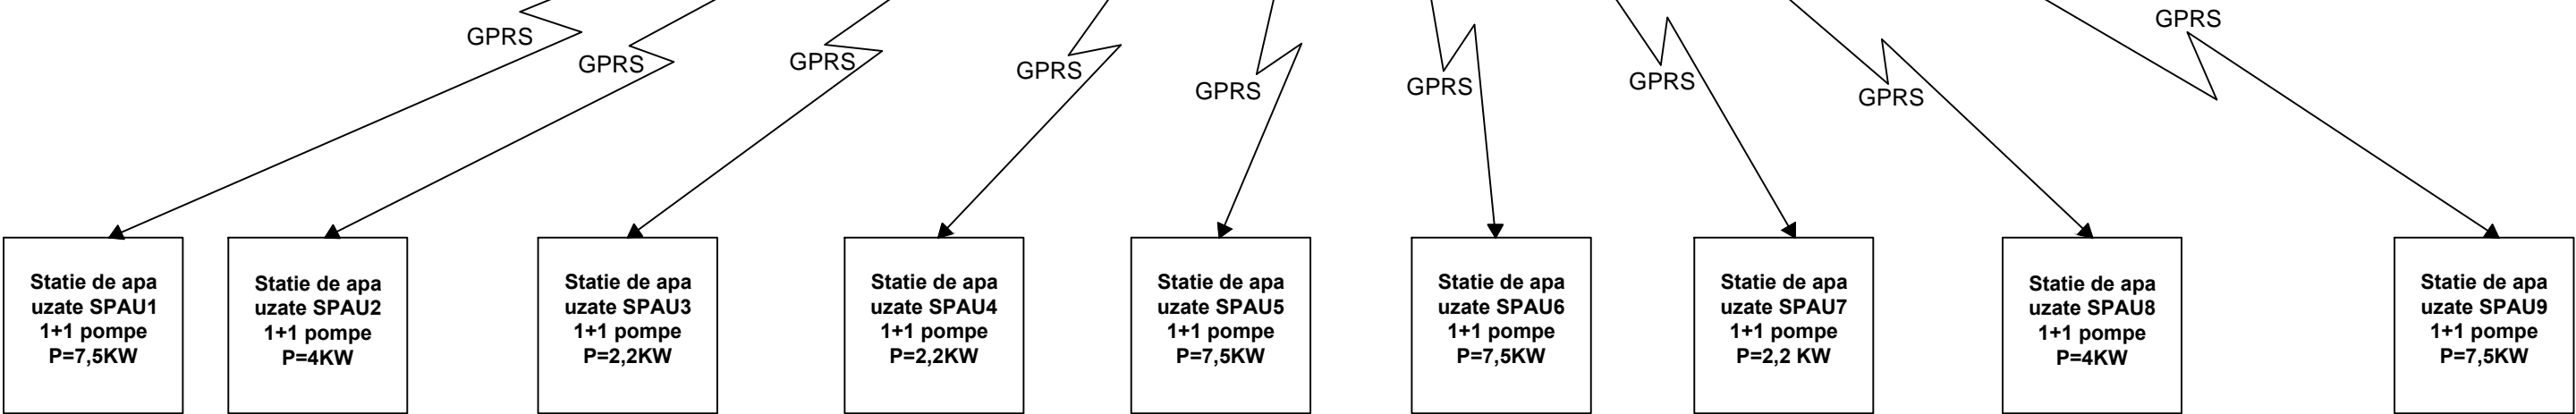 GPRS
GPRS
GPRS
GPRS
GPRS
GPRS
GPRS
GPRS
GPRS
Statie de apa
uzate SPAU1
1+1 pompe
P=7,5KW
Statie de apa
uzate SPAU2
1+1 pompe
P=4KW
Statie de apa
uzate SPAU3
1+1 pompe
P=2,2KW
Statie de apa
uzate SPAU4
1+1 pompe
P=2,2KW
Statie de apa
uzate SPAU5
1+1 pompe
P=7,5KW
Statie de apa
uzate SPAU6
1+1 pompe
P=7,5KW
Statie de apa
uzate SPAU7
1+1 pompe
P=2,2 KW
Statie de apa
uzate SPAU8
1+1 pompe
P=4KW
Statie de apa
uzate SPAU9
1+1 pompe
P=7,5KW